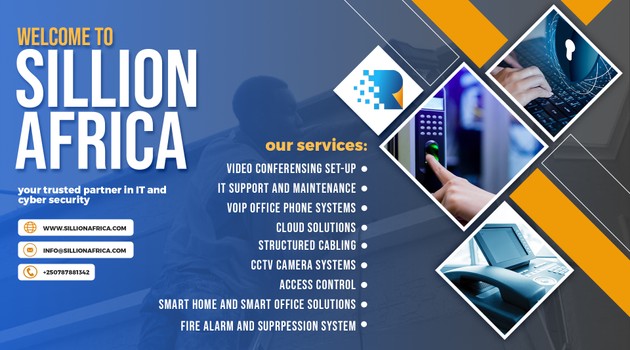 WELCOME TO
SILLION
AFRICA
your trusted partner in IT and
cyber security
WWW.SILLIONAFRICA.COM
INFO@SILLIONAFRICA.COM
+250787881342
our services:
VIDEO CONFERENSING SET-UP
IT SUPPORT AND MAINTENANCE
VOIP OFFICE PHONE SYSTEMS
CLOUD SOLUTIONS
STRUCTURED CABLING
CCTV CAMERA SYSTEMS
ACCESS CONTROL
SMART HOME AND SMART OFFICE SOLUTIONS
FIRE ALARM AND SUPRPESSION SYSTEM